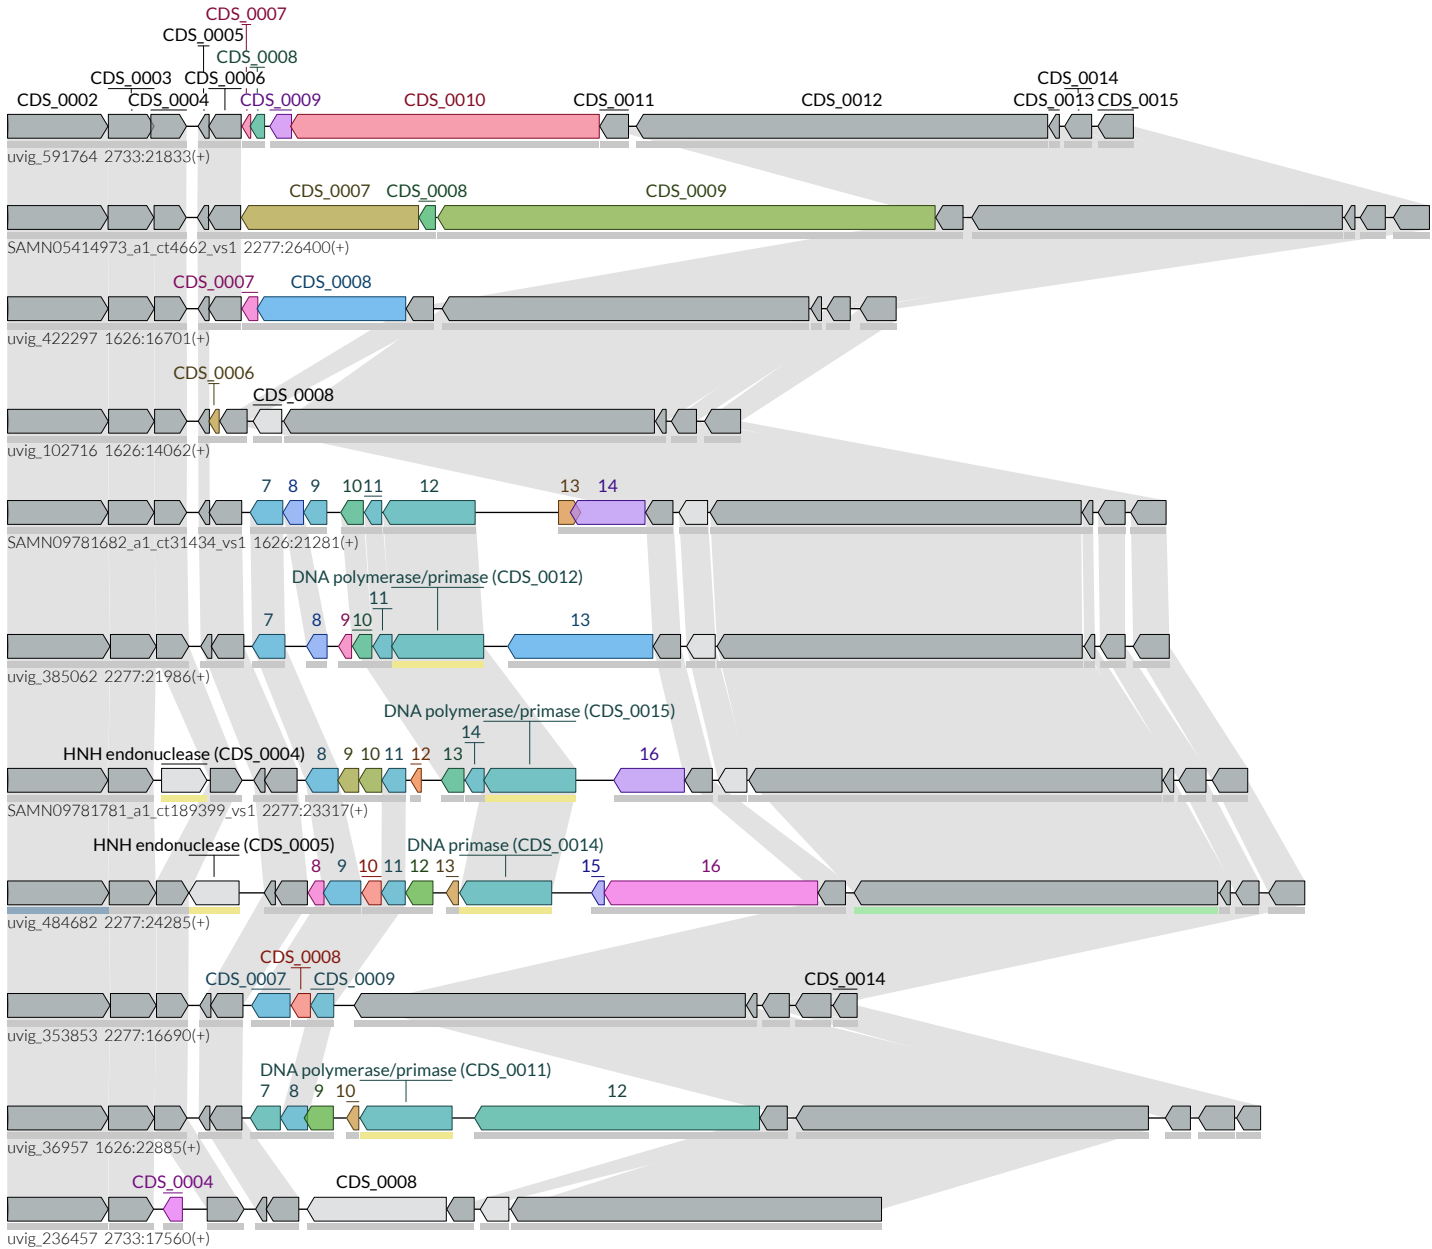 CDS_0007
CDS_0005
CDS_0008
CDS_0003 CDS_0006
CDS_0002 CDS_0004 CDS_0009 CDS_0010 CDS_0011 CDS_0012 CDS_0013 CDS_0014 CDS_0015
uvig_591764 2733:21833(+)
CDS_0007 CDS_0008 CDS_0009
SAMN05414973_a1_ct4662_vs1 2277:26400(+)
CDS_0007 CDS_0008
uvig_422297 1626:16701(+)
CDS_0006
CDS_0008
uvig_102716 1626:14062(+)
7 8 9 10 11 12 13 14
SAMN09781682_a1_ct31434_vs1 1626:21281(+)
DNA polymerase/primase (CDS_0012)
11
7 8 9 10 13
uvig_385062 2277:21986(+)
DNA polymerase/primase (CDS_0015)
14
HNH endonuclease (CDS_0004) 8 9 10 11 12 13 16
SAMN09781781_a1_ct189399_vs1 2277:23317(+)
HNH endonuclease (CDS_0005) DNA primase (CDS_0014)
8 9 10 11 12 13 15 16
uvig_484682 2277:24285(+)
CDS_0008
CDS_0007 CDS_0009 CDS_0014
uvig_353853 2277:16690(+)
DNA polymerase/primase (CDS_0011)
7 8 9 10 12
uvig_36957 1626:22885(+)
CDS_0004 CDS_0008
uvig_236457 2733:17560(+)